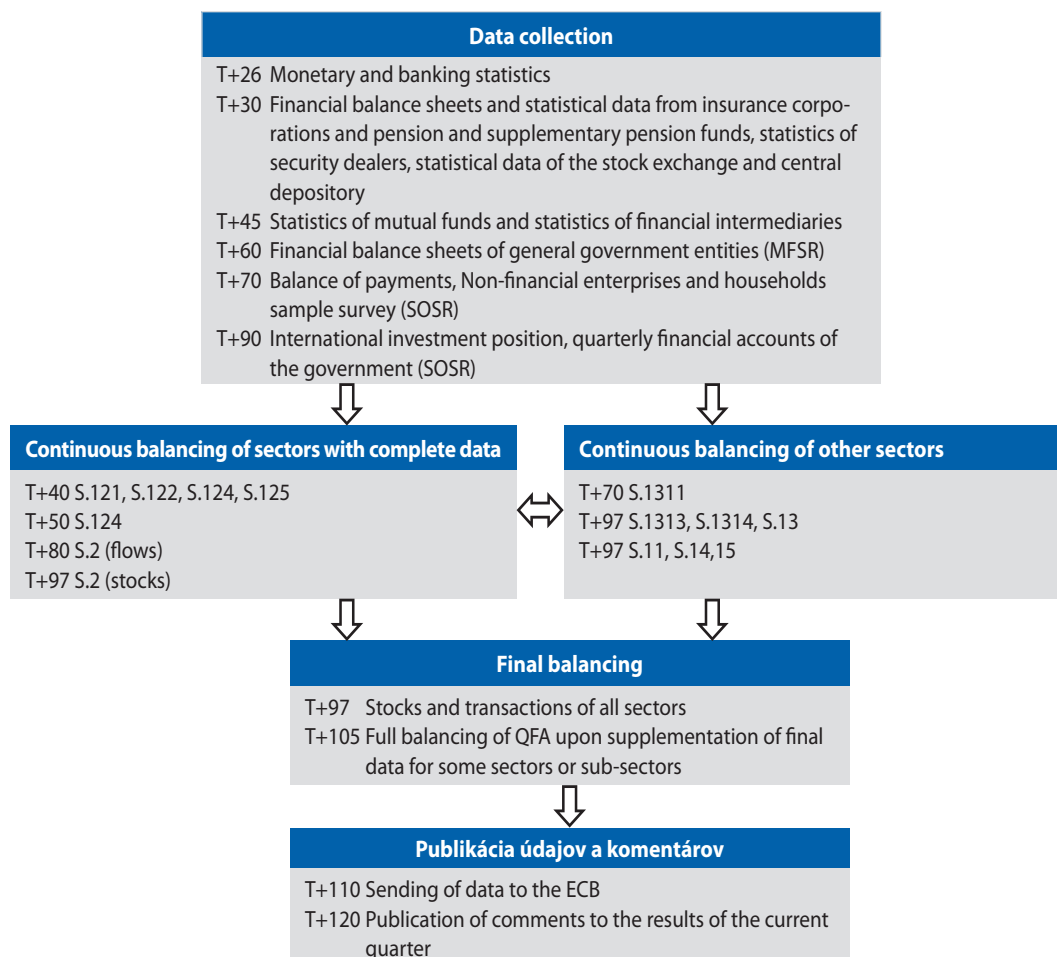 Data collection
T+26 Monetary and banking statistics
T+30 Financial balance sheets and statistical data from insurance corpo-
rations and pension and supplementary pension funds, statistics of
security dealers, statistical data of the stock exchange and central
depository
T+45 Statistics of mutual funds and statistics of financial intermediaries
T+60 Financial balance sheets of general government entities (MFSR)
T+70 Balance of payments, Non-financial enterprises and households
sample survey (SOSR)
T+90 International investment position, quarterly financial accounts of
the government (SOSR)
Continuous balancing of sectors with complete data
T+40 S.121, S.122, S.124, S.125
T+50 S.124
T+80 S.2 (flows)
T+97 S.2 (stocks)
Continuous balancing of other sectors
T+70 S.1311
T+97 S.1313, S.1314, S.13
T+97 S.11, S.14,15
Final balancing
T+97 Stocks and transactions of all sectors
T+105 Full balancing of QFA upon supplementation of final
data for some sectors or sub-sectors
Publikácia údajov a komentárov
T+110 Sending of data to the ECB
T+120 Publication of comments to the results of the current
quarter